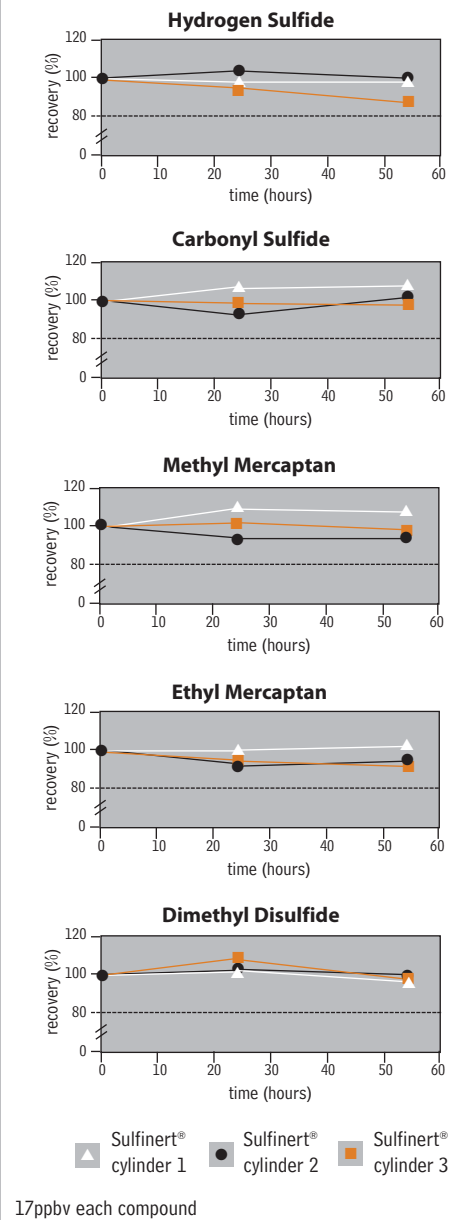 Hydrogen Sulfide
recovery (%)
120
100
80
0
0 10 20 30 40 50 60
time (hours)
Carbonyl Sulfide
recovery (%)
120
100
80
0
0 10 20 30 40 50 60
time (hours)
Methyl Mercaptan
recovery (%)
120
100
80
0
0 10 20 30 40 50 60
time (hours)
Ethyl Mercaptan
recovery (%)
120
100
80
0
0 10 20 30 40 50 60
time (hours)
Dimethyl Disulfide
recovery (%)
120
100
80
0
0 10 20 30 40 50 60
time (hours)
Sulfinert®
cylinder 1
Sulfinert®
cylinder 2
Sulfinert®
cylinder 3
17ppbv each compound